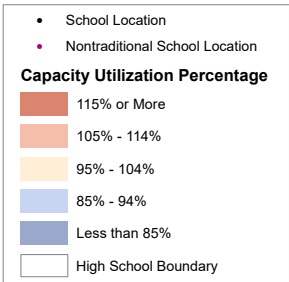 School Location
Nontraditional School Location
Capacity Utilization Percentage
115% or More
105% - 114%
95% - 104%
85% - 94%
Less than 85%
High School Boundary